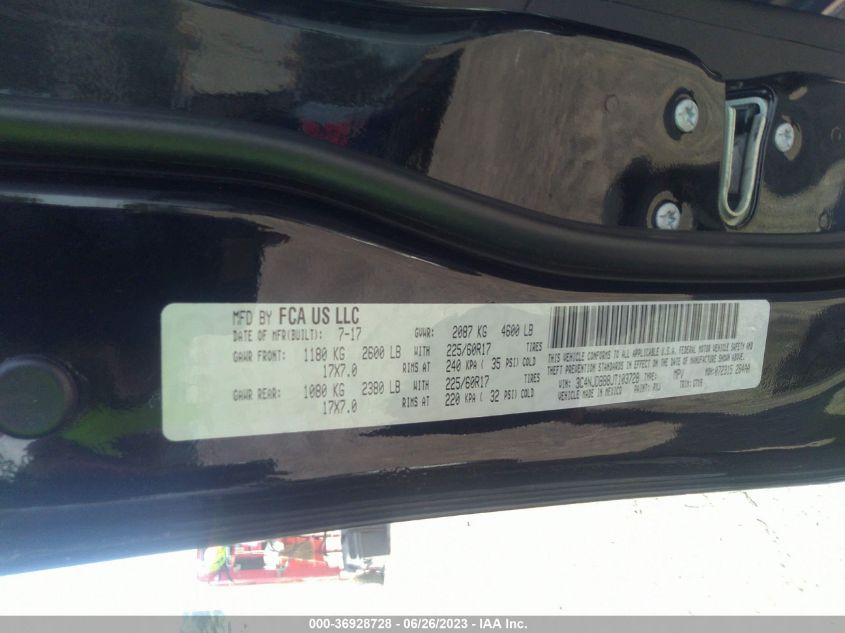 MFD BY FCA US LLC
DATE OF MFR(BUILT): 7-17 GVWR: 2087 KG 4600 LB
GAWR FRONT: 1180 KG 2600 LB WITH 225/60R17 TIRES
17X7.0 RIMS AT 240 KPA ( 35 PSI) COLD
GAWR REAR: 1080 KG 2380 LB WITH 225/60R17 TIRES
17X7.0 RIMS AT 220 KPA ( 32 PSI) COLD
THIS VEHICLE CONFORMS TO ALL APPLICABLE U.S.A. FEDERAL MOTOR VEHICLE SAFETY AND
THEFT PREVENTION STANDARDS IN EFFECT ON THE DATE OF MANUFACTURE SHOWN ABOVE.
VIN: TYPE: MPV MDH:
VEHICLE MADE IN MEXICO PAINT: TRIM:
000-36928728 - 06/26/2023 - IAA Inc.